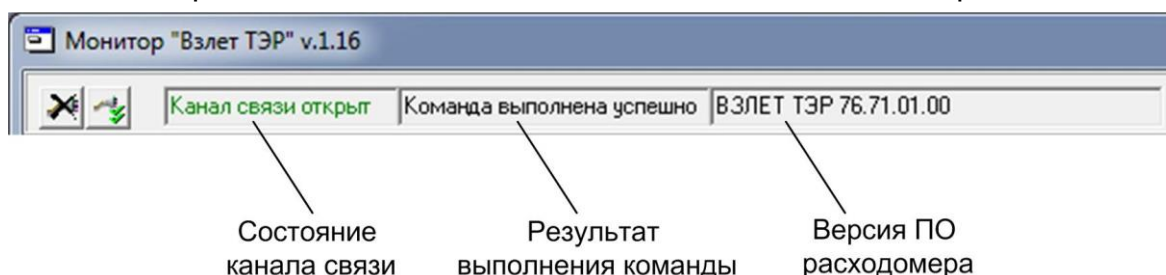 Монитор "Взлет ТЭР" v.1.16
Канал связи открыт Команда выполнена успешно ВЗЛЕТ ТЭР 76.71.01.00
Состояние Результат Версия ПО
канала связи выполнения команды расходомера